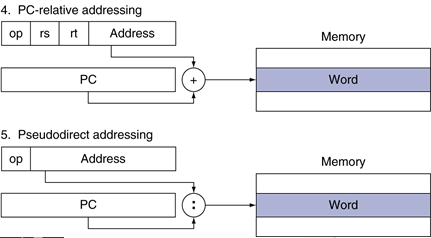 4. PC-relative addressing
op rs rt Address
Memory
PC
+
Word
5. Pseudodirect addressing
op Address
Memory
PC
:
Word